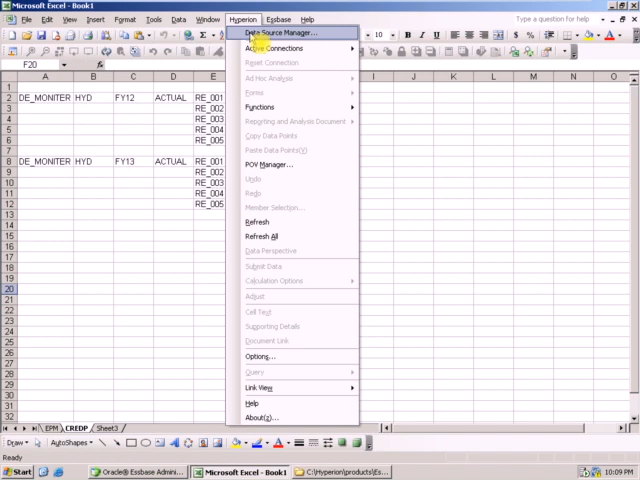 Microsoft Excel - Book1
File Edit View Insert Format Tools Data Window Hyperion Essbase Help
Type a question for help
10 B I U
F20
A B C D E I J K L M N O
1
2 DE_MONITER HYD FY12 ACTUAL RE_001
3 RE_002
4 RE_003
5 RE_004
6 RE_005
7
8 DE_MONITER HYD FY13 ACTUAL RE_001
9 RE_002
10 RE_003
11 RE_004
12 RE_005
13
14
15
16
17
18
19
20
21
22
23
24
25
26
27
28
29
30
31
32
Data Source Manager...
Active Connections
Reset Connection
Ad Hoc Analysis
Forms
Functions
Reporting and Analysis Document
Copy Data Points
Paste Data Points(V)
POV Manager...
Undo
Redo
Member Selection...
Refresh
Refresh All
Data Perspective
Submit Data
Calculation Options
Adjust
Cell Text
Supporting Details
Document Link
Options...
Query
Link View
Help
About(z)...
EPM CREDP Sheet3
Draw AutoShapes
Ready
Start Oracle® Essbase Admini... Microsoft Excel - Book1 C:\Hyperion\products\Es... 10:09 PM